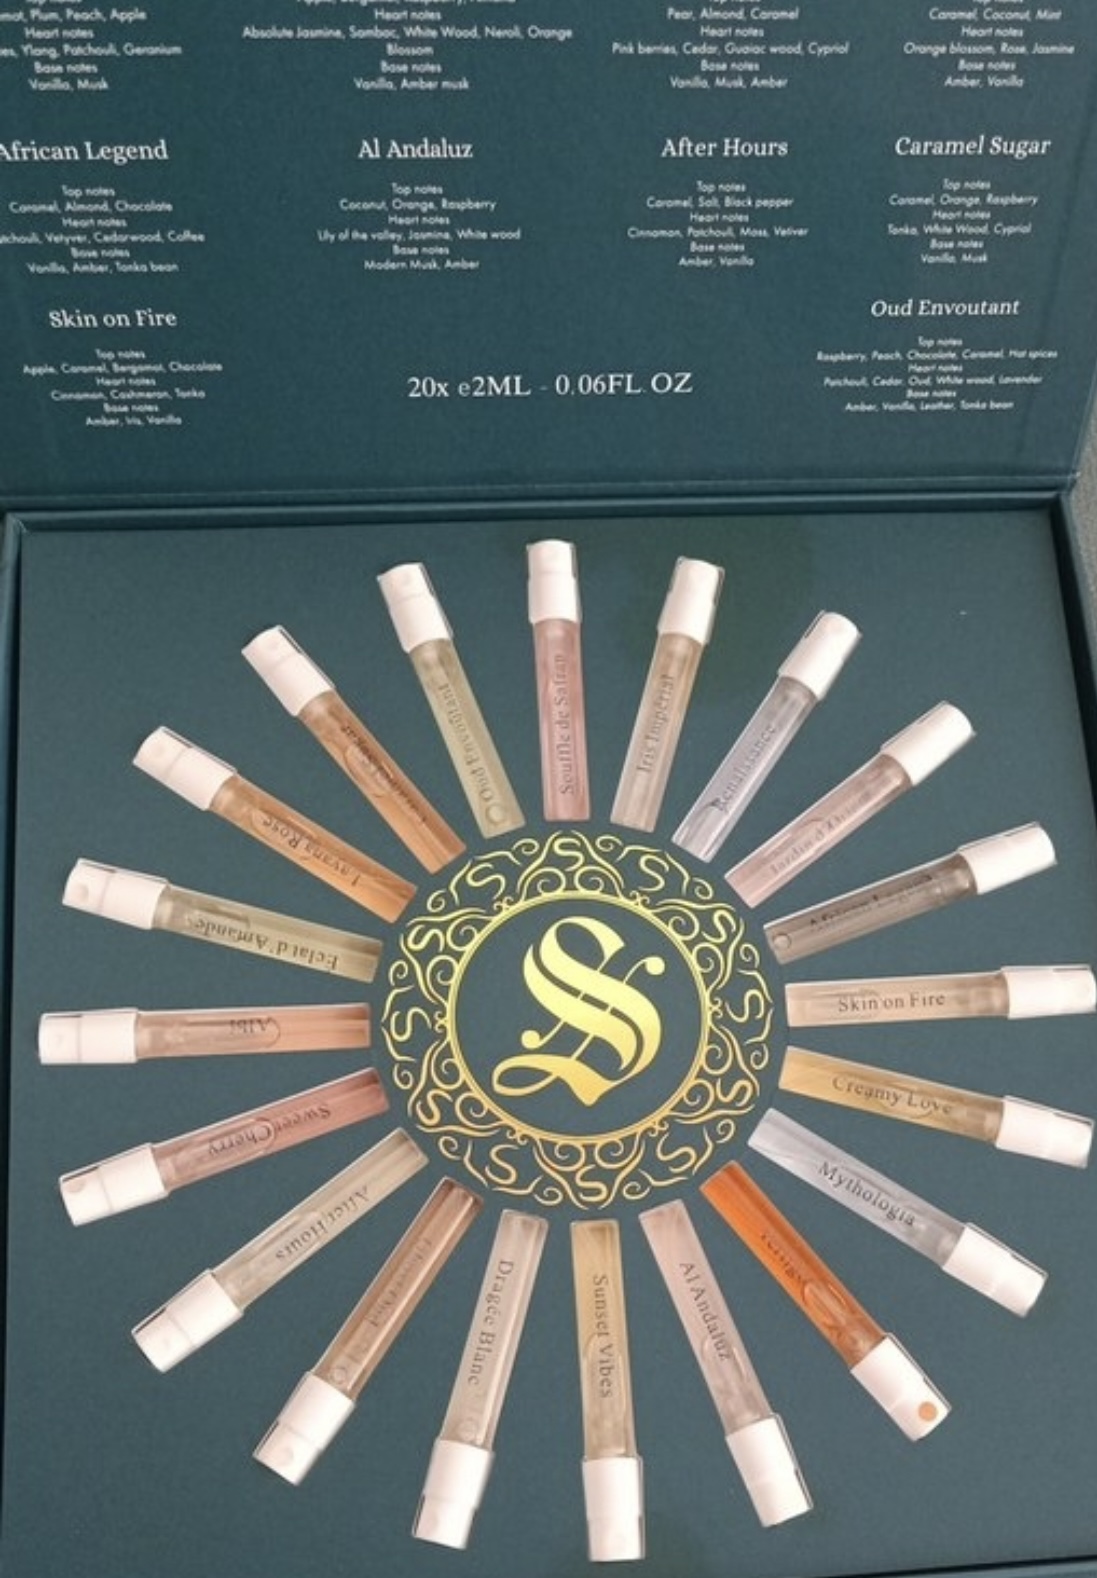 Plum, Peach, Apple
Heart notes
Ylang, Patchouli, Geranium
Base notes
Vanilla, Musk
Heart notes
Absolute Jasmine, Sambac, White Wood, Neroli, Orange
Blossom
Base notes
Vanilla, Amber musk
Pear, Almond, Caramel
Heart notes
Pink berries, Cedar, Guaiac wood, Cypriol
Base notes
Vanilla, Musk, Amber
Caramel, Coconut, Mint
Heart notes
Orange blossom, Rose, Jasmine
Base notes
Amber, Vanilla
African Legend
Top notes
Caramel, Almond, Chocolate
Heart notes
Vetyver, Cedarwood, Coffee
Base notes
Vanilla, Amber, Tonka bean
Al Andaluz
Top notes
Coconut, Orange, Raspberry
Heart notes
Lily of the valley, Jasmine, White wood
Base notes
Modern Musk, Amber
After Hours
Top notes
Caramel, Salt, Black pepper
Heart notes
Cinnamon, Patchouli, Moss, Vetiver
Base notes
Amber, Vanilla
Caramel Sugar
Top notes
Caramel, Orange, Raspberry
Heart notes
Tonka, White Wood, Cypriol
Base notes
Vanilla, Musk
Skin on Fire
Top notes
Apple, Caramel, Bergamot, Chocolate
Heart notes
Cinnamon, Cashmeran, Tonka
Base notes
Amber, Iris, Vanilla
Oud Envoutant
Top notes
Raspberry, Peach, Chocolate, Caramel, Hot spices
Heart notes
Patchouli, Cedar, Oud, White wood, Lavender
Base notes
Amber, Vanilla, Leather, Tonka bean
20x e2ML - 0.06FL. OZ
Souffle de Safran
Iris Impérial
Renaissance
African Legend
Skin on Fire
Creamy Love
Mythologia
Al Andaluz
Sunset Vibes
Dragée Blanc
After Hours
Sweet Cherry
Albi
Eclat d'Amandes
Rose
Oud Envoutant
S